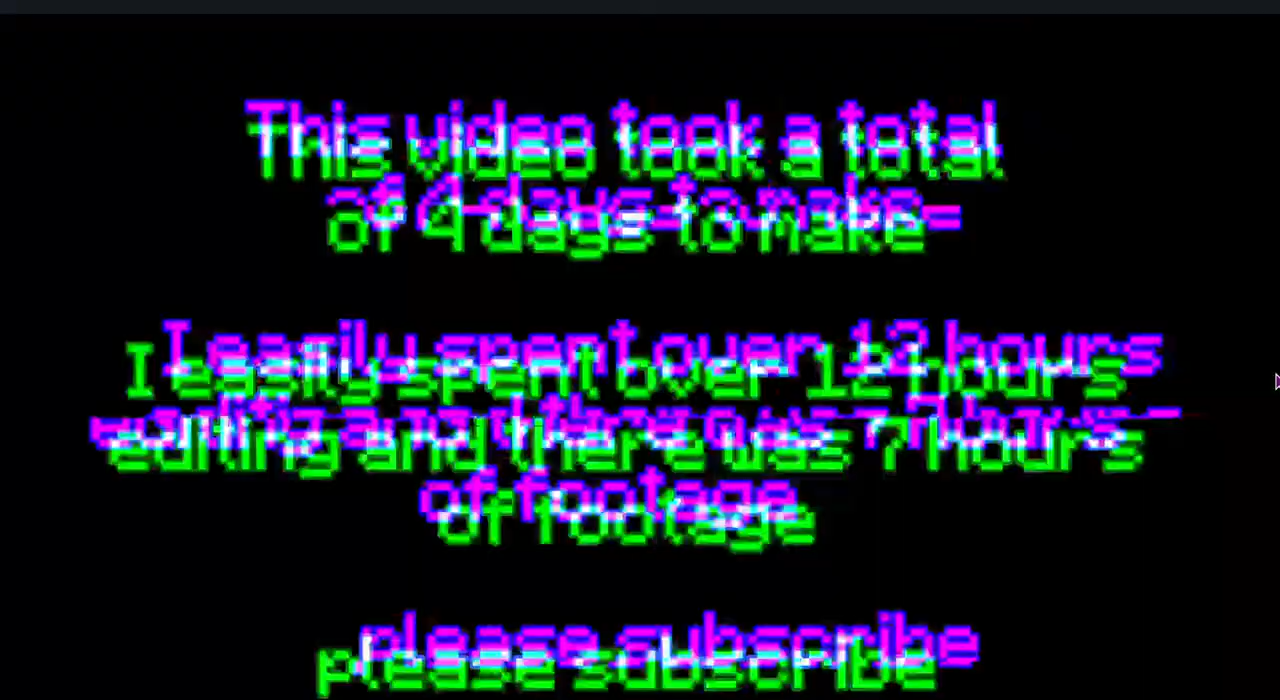 This video took a total
of 4 days to make
I easily spent over 12 hours
editing and there was 7 hours
of footage
please subscribe